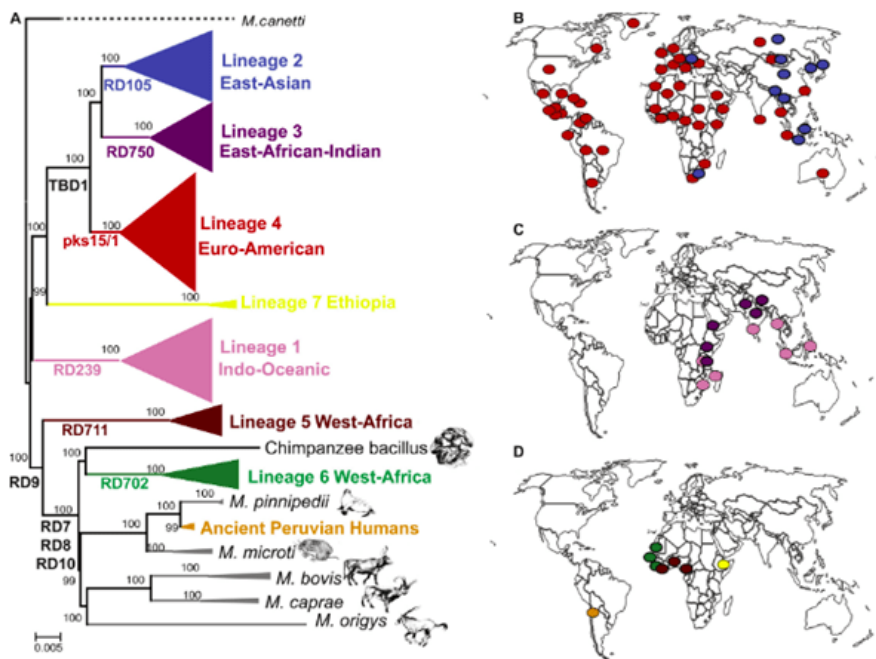 A
M.canetti
100
Lineage 2
East-Asian
RD105
100
Lineage 3
East-African-Indian
RD750
100
TBD1
100
Lineage 4
Euro-American
pks15/1
100
99
100
Lineage 7 Ethiopia
100
Lineage 1
Indo-Oceanic
RD239
100
Lineage 5 West-Africa
RD711
100
Chimpanzee bacillus
100
Lineage 6 West-Africa
RD702
RD9
100
100
M. pinnipedii
100
99
Ancient Peruvian Humans
RD7
RD8
RD10
100
100
M. microti
99
100
M. bovis
100
100
M. caprae
100
M. origys
0.005
B
C
D